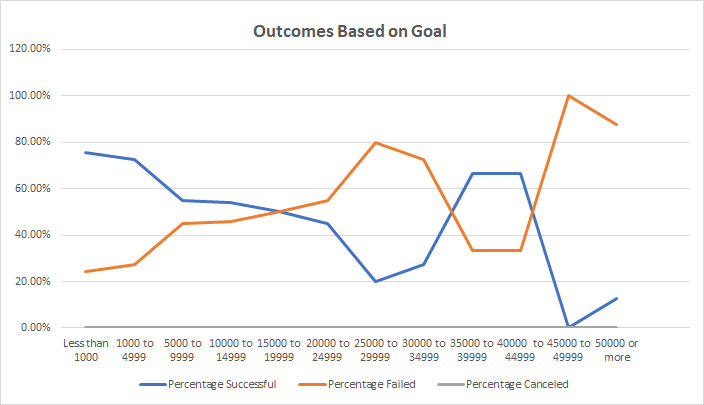 Outcomes Based on Goal
120.00%
100.00%
80.00%
60.00%
40.00%
20.00%
0.00%
Less than 1000 to 5000 to 10000 to 15000 to 20000 to 25000 to 30000 to 35000 to 40000 to 45000 to 50000 or
1000 4999 9999 14999 19999 24999 29999 34999 39999 44999 49999 more
Percentage Successful Percentage Failed Percentage Canceled